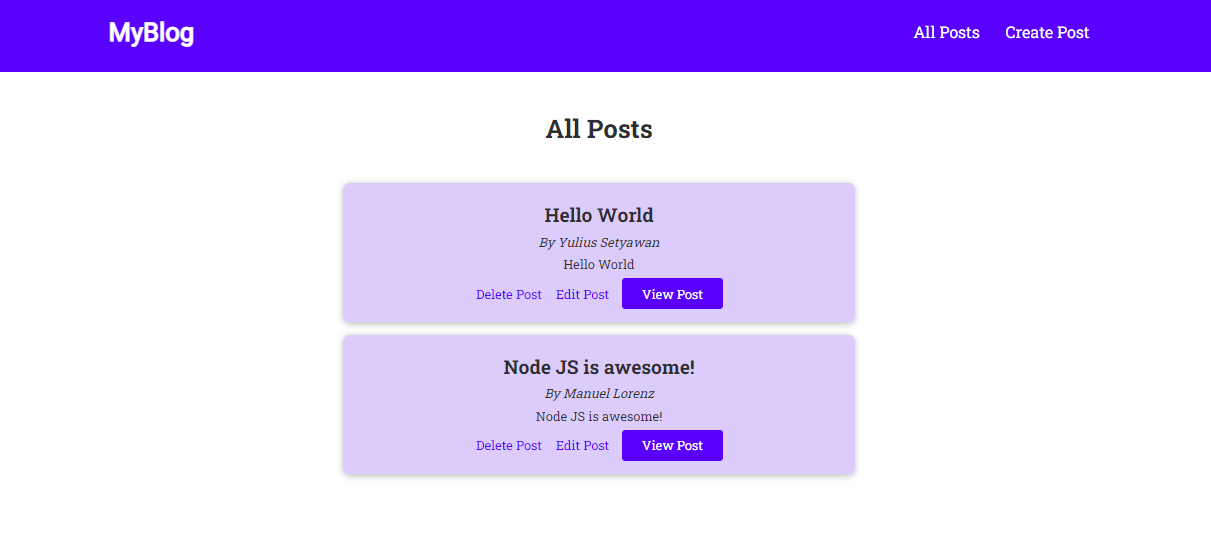 MyBlog All Posts Create Post
All Posts
Hello World
By Yulius Setyawan
Hello World
Delete Post Edit Post View Post
Node JS is awesome!
By Manuel Lorenz
Node JS is awesome!
Delete Post Edit Post View Post